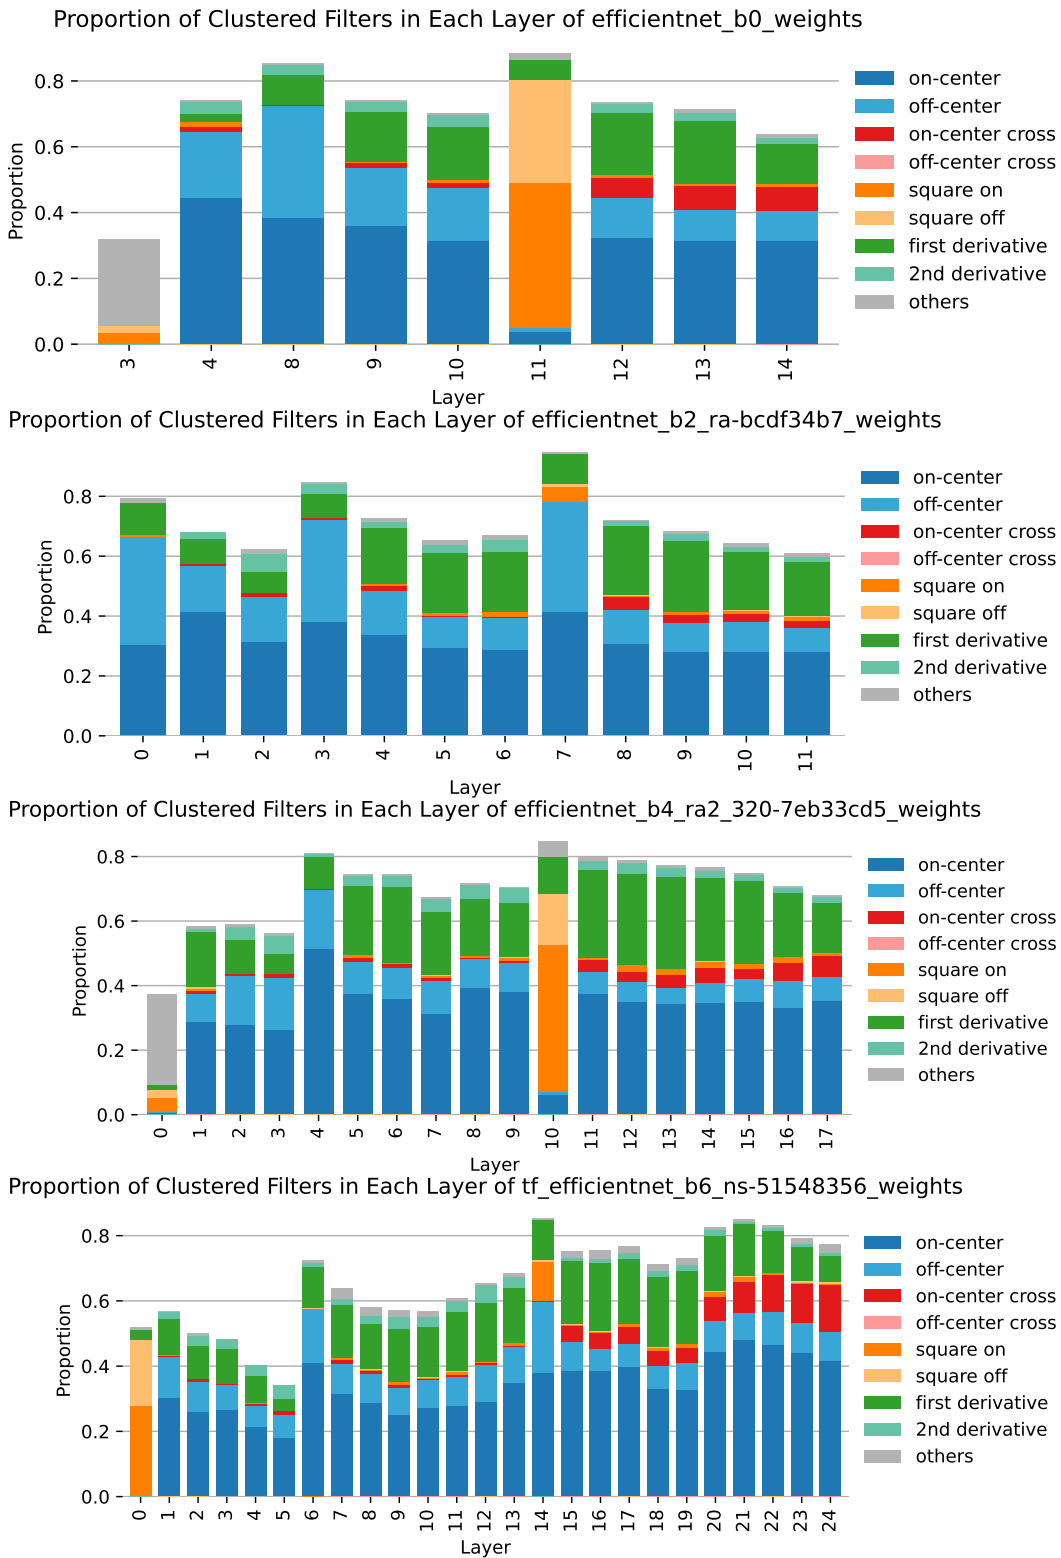 Proportion of Clustered Filters in Each Layer of efficientnet_b0_weights
Proportion
0.8
0.6
0.4
0.2
0.0
3 4 8 9 10 11 12 13 14
Layer
on-center
off-center
on-center cross
off-center cross
square on
square off
first derivative
2nd derivative
others
Proportion of Clustered Filters in Each Layer of efficientnet_b2_ra-bcdf34b7_weights
Proportion
0.8
0.6
0.4
0.2
0.0
0 1 2 3 4 5 6 7 8 9 10 11
Layer
on-center
off-center
on-center cross
off-center cross
square on
square off
first derivative
2nd derivative
others
Proportion of Clustered Filters in Each Layer of efficientnet_b4_ra2_320-7eb33cd5_weights
Proportion
0.8
0.6
0.4
0.2
0.0
0 1 2 3 4 5 6 7 8 9 10 11 12 13 14 15 16 17
Layer
on-center
off-center
on-center cross
off-center cross
square on
square off
first derivative
2nd derivative
others
Proportion of Clustered Filters in Each Layer of tf_efficientnet_b6_ns-51548356_weights
Proportion
0.8
0.6
0.4
0.2
0.0
0 1 2 3 4 5 6 7 8 9 10 11 12 13 14 15 16 17 18 19 20 21 22 23 24
Layer
on-center
off-center
on-center cross
off-center cross
square on
square off
first derivative
2nd derivative
others